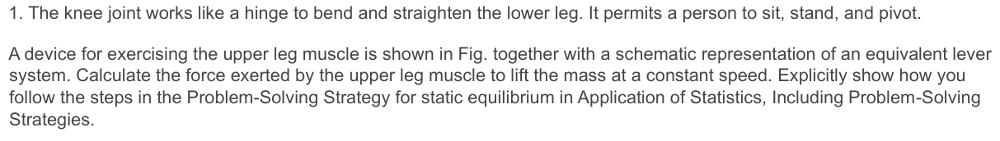 1. The knee joint works like a hinge to bend and straighten the lower leg. It permits a person to sit, stand, and pivot.
A device for exercising the upper leg muscle is shown in Fig. together with a schematic representation of an equivalent lever
system. Calculate the force exerted by the upper leg muscle to lift the mass at a constant speed. Explicitly show how you
follow the steps in the Problem-Solving Strategy for static equilibrium in Application of Statistics, Including Problem-Solving
Strategies.